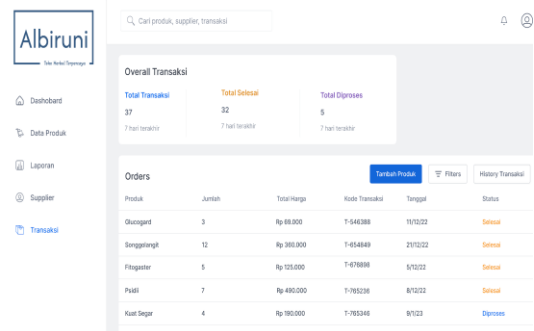 Albiruni
Toko Herbal Terpercaya
Cari produk, supplier, transaksi
Dashobard
Data Produk
Laporan
Supplier
Transaksi
Overall Transaksi
Total Transaksi Total Selesai Total Diproses
37 32 5
7 hari terakhir 7 hari terakhir 7 hari terakhir
Orders Tambah Produk Filters History Transaksi
Produk Jumlah Total Harga Kode Transaksi Tanggal Status
Glucogard 3 Rp 68.000 T-546388 11/12/22 Selesai
Songgolangit 12 Rp 360.000 T-654849 21/12/22 Selesai
Fitogaster 5 Rp 125.000 T-676898 5/12/22 Selesai
Psidii 7 Rp 490.000 T-765236 8/12/22 Selesai
Kuat Segar 4 Rp 190.000 T-765346 9/1/23 Diproses